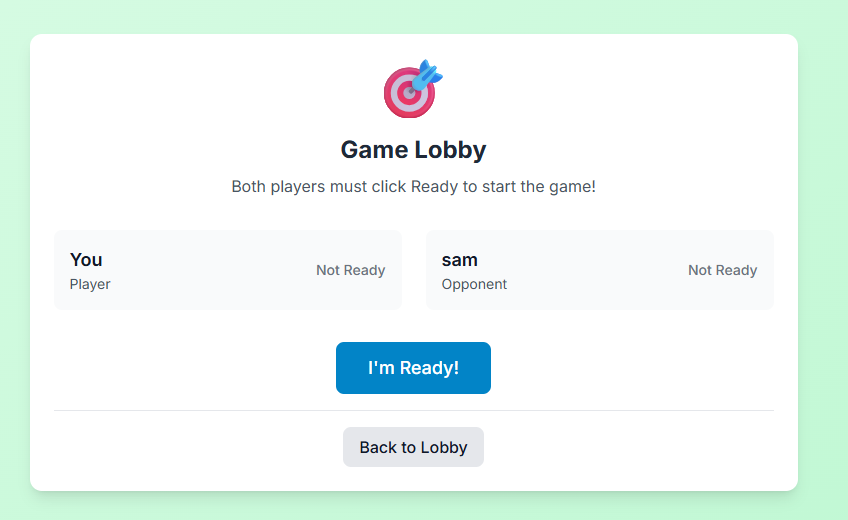 Game Lobby
Both players must click Ready to start the game!
You
Player
Not Ready
sam
Opponent
Not Ready
I'm Ready!
Back to Lobby